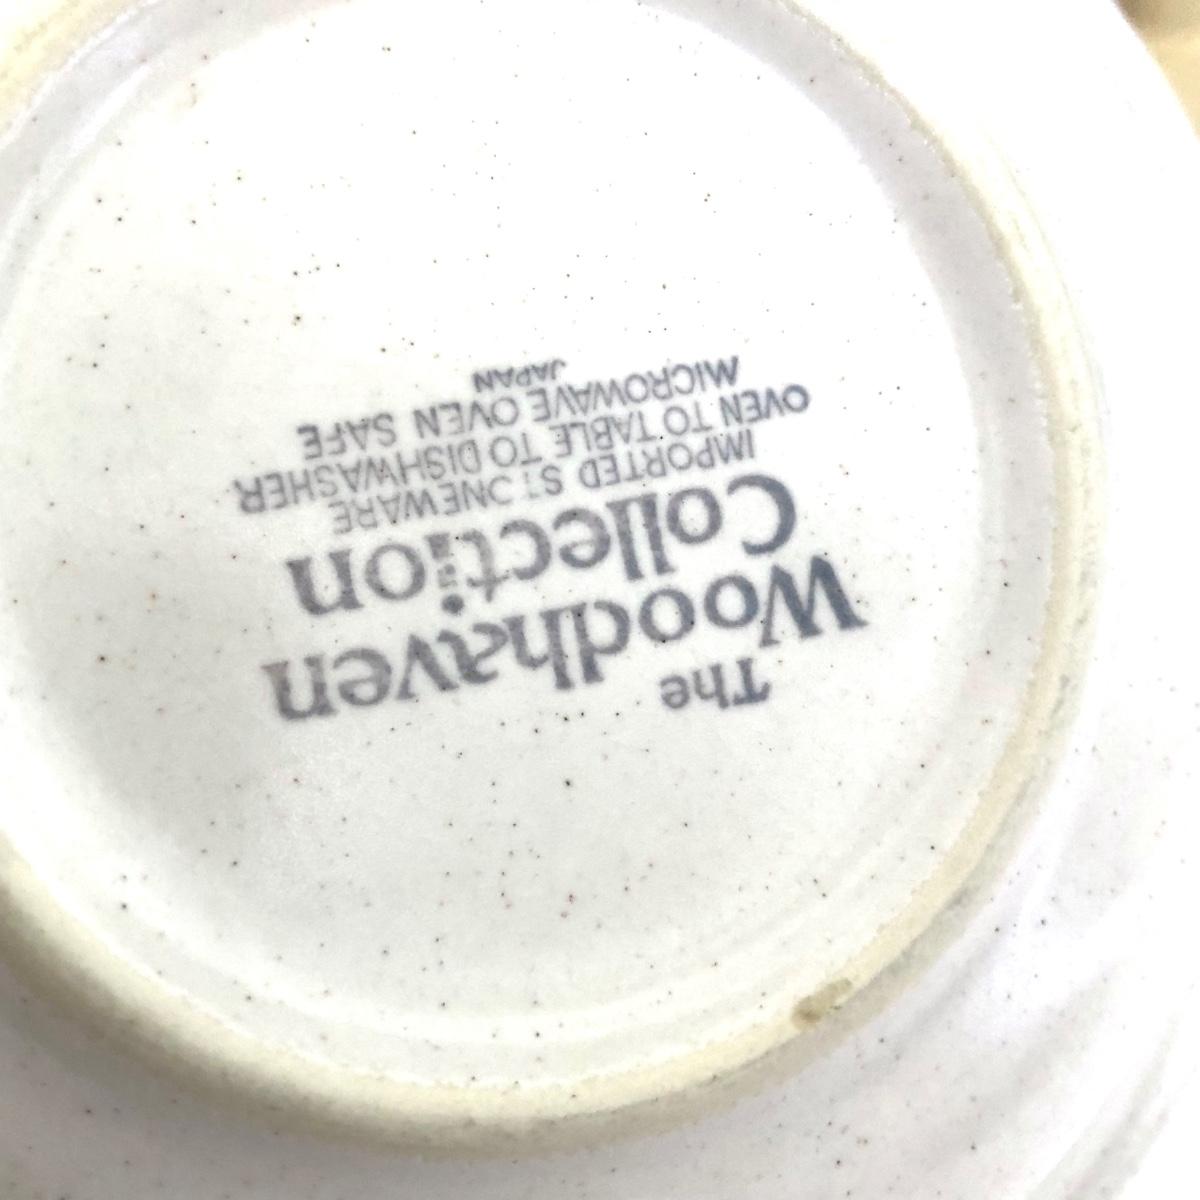 The
Woodhaven
Collection
IMPORTED STONEWARE
OVEN TO TABLE TO DISHWASHER
MICROWAVE OVEN SAFE
JAPAN